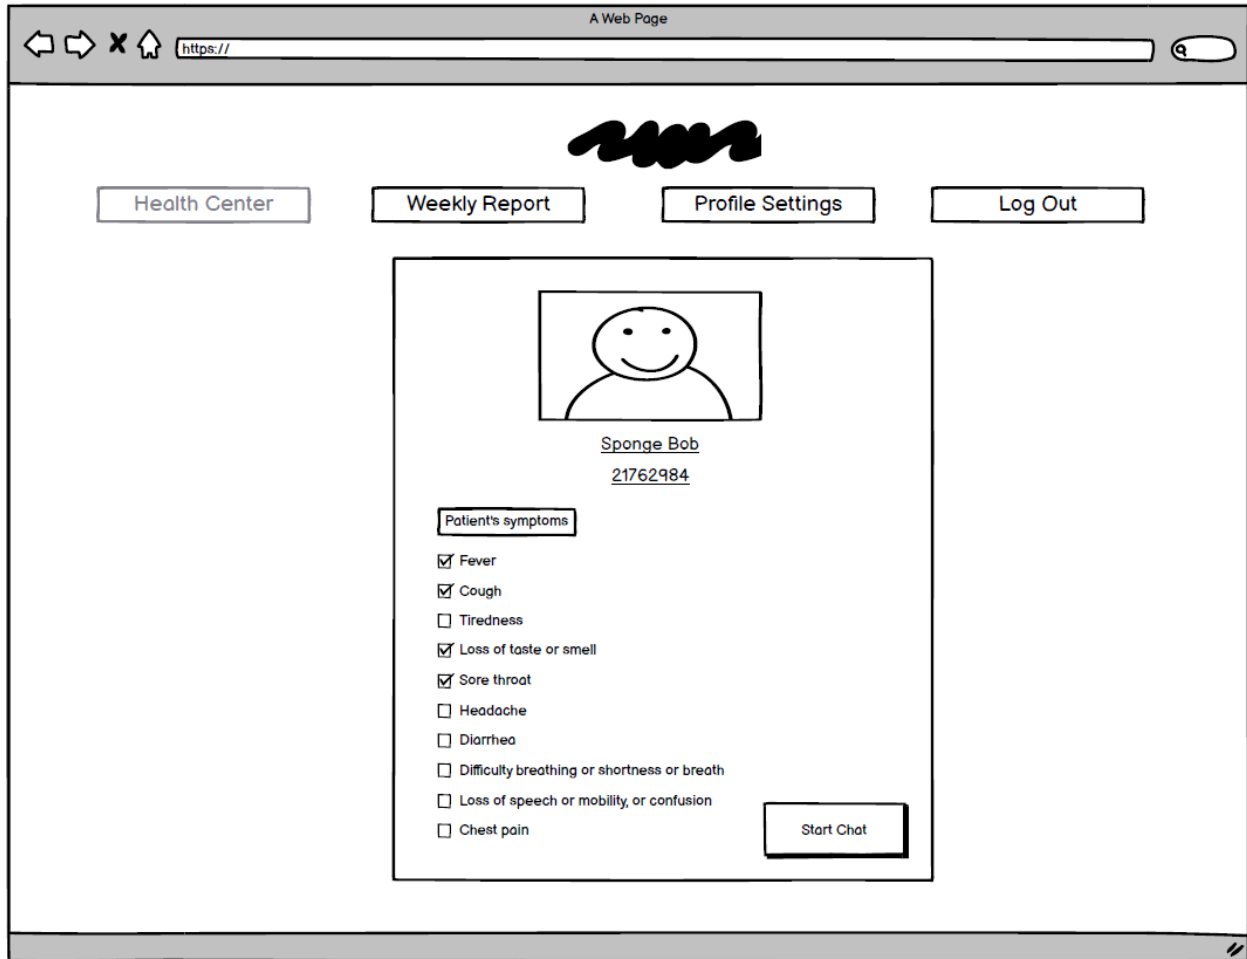 A Web Page
https://
Health Center
Weekly Report
Profile Settings
Log Out
Sponge Bob
21762984
Patient's symptoms
Fever
Cough
Tiredness
Loss of taste or smell
Sore throat
Headache
Diarrhea
Difficulty breathing or shortness or breath
Loss of speech or mobility, or confusion
Chest pain
Start Chat